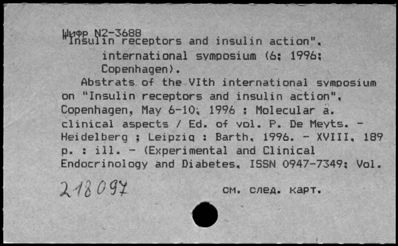 Шифр N2-3688
"Insulin receptors and insulin action",
international symposium (6; 1996;
Copenhagen).
Abstrats of the VIth international symposium
on "Insulin receptors and insulin action",
Copenhagen, May 6-10, 1996 : Molecular a.
clinical aspects / Ed. of vol. P. De Meyts. -
Heidelberg ; Leipzig : Barth, 1996. - XVIII, 189
p. : ill. - (Experimental and Clinical
Endocrinology and Diabetes, ISSN 0947-7349; Vol.
218097
см. след. карт.